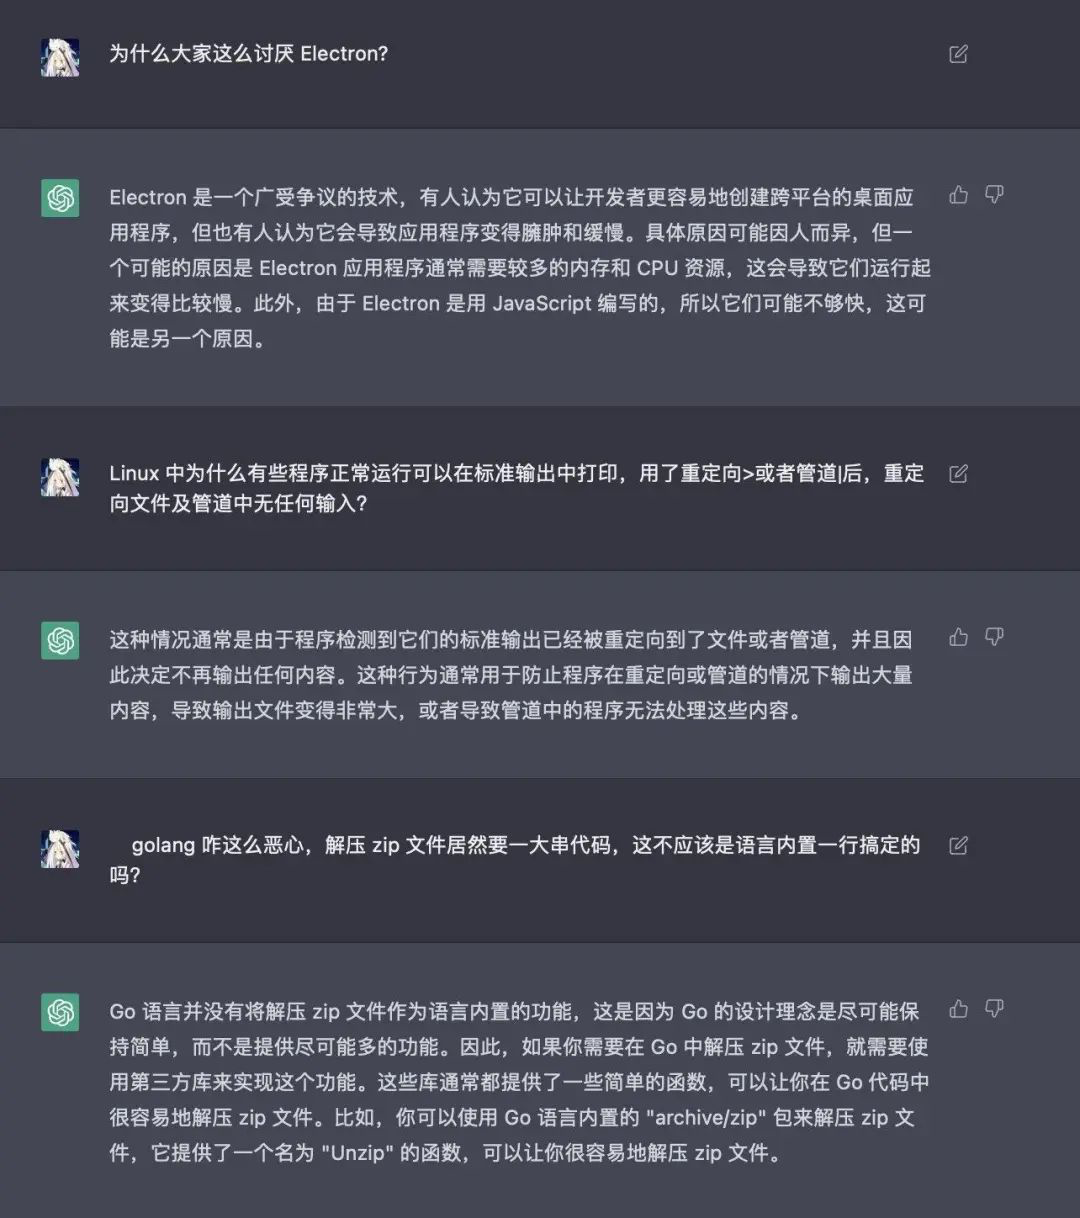 为什么大家这么讨厌 Electron?
Electron 是一个广受争议的技术，有人认为它可以让开发者更容易地创建跨平台的桌面应
用程序，但也有人认为它会导致应用程序变得臃肿和缓慢。具体原因可能因人而异，但一
个可能的原因是 Electron 应用程序通常需要较多的内存和 CPU 资源，这会导致它们运行起
来变得比较慢。此外，由于 Electron 是用 JavaScript 编写的，所以它们可能不够快，这可
能是另一个原因。
Linux 中为什么有些程序正常运行可以在标准输出中打印，用了重定向>或者管道|后，重定
向文件及管道中无任何输入?
这种情况通常是由于程序检测到它们的标准输出已经被重定向到了文件或者管道，并且因
此决定不再输出任何内容。这种行为通常用于防止程序在重定向或管道的情况下输出大量
内容，导致输出文件变得非常大，或者导致管道中的程序无法处理这些内容。
golang 咋这么恶心，解压 zip 文件居然要一大串代码，这不应该是语言内置一行搞定的
吗?
Go 语言并没有将解压 zip 文件作为语言内置的功能，这是因为 Go 的设计理念是尽可能保
持简单，而不是提供尽可能多的功能。因此，如果你需要在 Go 中解压 zip 文件，就需要使
用第三方库来实现这个功能。这些库通常都提供了一些简单的函数，可以让你在 Go 代码中
很容易地解压 zip 文件。比如，你可以使用 Go 语言内置的 "archive/zip" 包来解压 zip 文
件，它提供了一个名为 "Unzip" 的函数，可以让你很容易地解压 zip 文件。